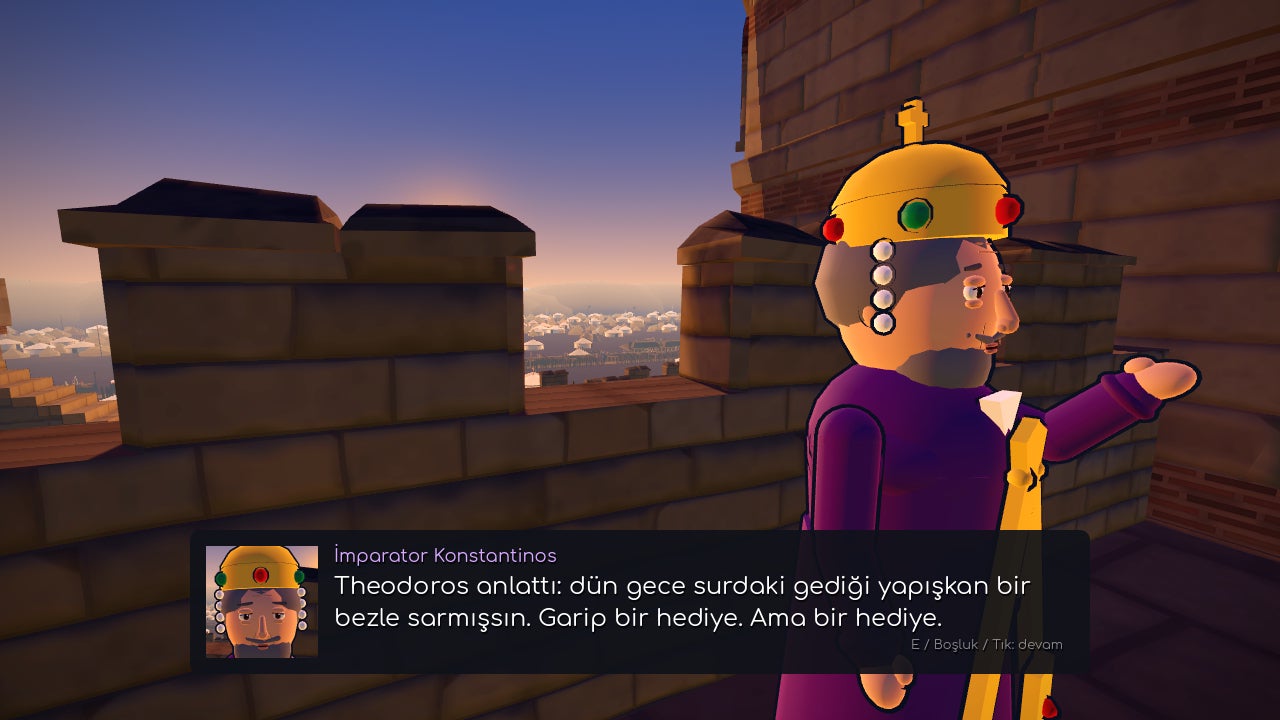 İmparator Konstantinos
Theodoros anlattı: dün gece surdaki gediği yapışkan bir
bezle sarmışsın. Garip bir hediye. Ama bir hediye.
E / Boşluk / Tık: devam